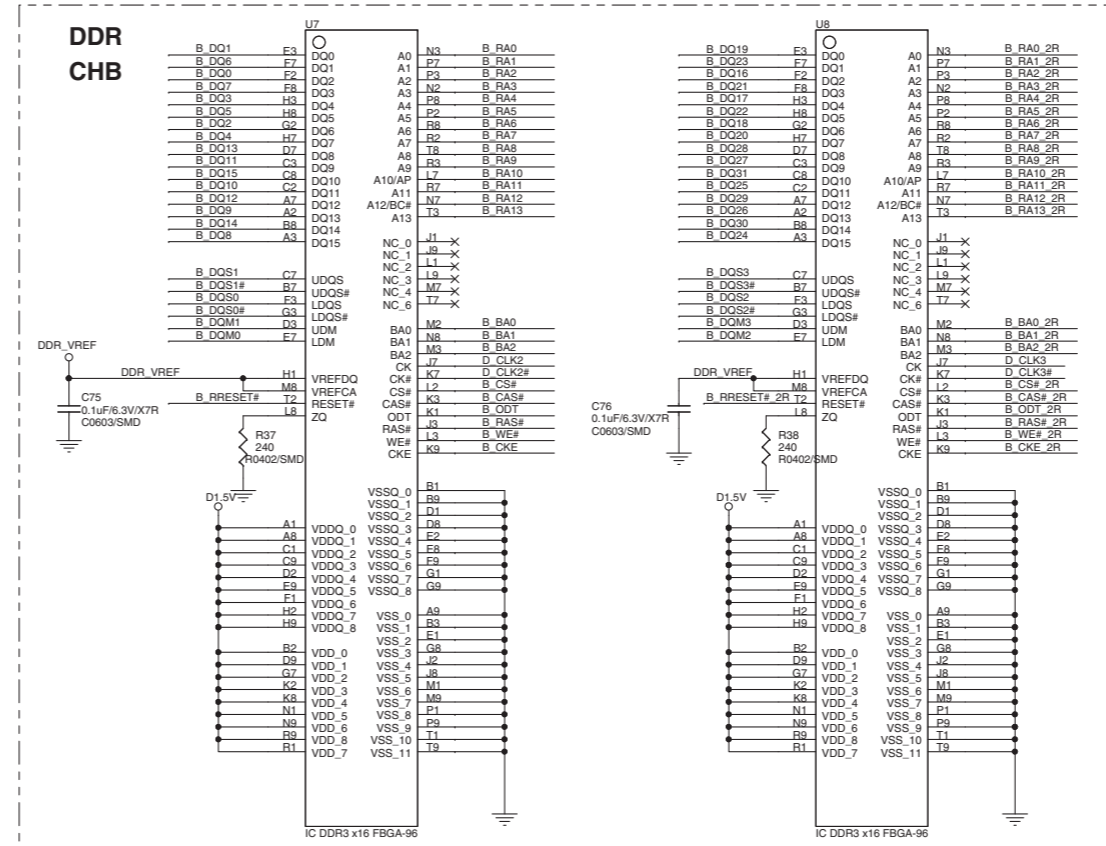 DDR
CHB
U7
B_DQ1 E3 DQ0 A0 N3 B_RA0
B_DQ6 F7 DQ1 A1 P7 B_RA1
B_DQ0 F2 DQ2 A2 P3 B_RA2
B_DQ7 F8 DQ3 A3 N2 B_RA3
B_DQ3 H3 DQ4 A4 P8 B_RA4
B_DQ5 H8 DQ5 A5 P2 B_RA5
B_DQ2 G2 DQ6 A6 R8 B_RA6
B_DQ4 H7 DQ7 A7 R2 B_RA7
B_DQ13 D7 DQ8 A8 T8 B_RA8
B_DQ11 C3 DQ9 A9 R3 B_RA9
B_DQ15 C8 DQ10 A10/AP L7 B_RA10
B_DQ10 C2 DQ11 A11 R7 B_RA11
B_DQ12 A7 DQ12 A12/BC# N7 B_RA12
B_DQ9 A2 DQ13 A13 T3 B_RA13
B_DQ14 B8 DQ14
B_DQ8 A3 DQ15
NC_0 J1
NC_1 J9
NC_2 L1
NC_3 L9
NC_4 M7
NC_6 T7
B_DQS1 C7 UDQS
B_DQS1# B7 UDQS#
B_DQS0 F3 LDQS
B_DQS0# G3 LDQS#
B_DQM1 D3 UDM
B_DQM0 E7 LDM
BA0 M2 B_BA0
BA1 N8 B_BA1
BA2 M3 B_BA2
CK J7 D_CLK2
CK# K7 D_CLK2#
CS# L2 B_CS#
CAS# K3 B_CAS#
ODT K1 B_ODT
RAS# J3 B_RAS#
WE# L3 B_WE#
CKE K9 B_CKE
DDR_VREF
DDR_VREF H1 VREFDQ
M8 VREFCA
B_RRESET# T2 RESET#
L8 ZQ
C75
0.1uF/6.3V/X7R
C0603/SMD
R37
240
R0402/SMD
D1.5V
A1 VDDQ_0
A8 VDDQ_1
C1 VDDQ_2
C9 VDDQ_3
D2 VDDQ_4
E9 VDDQ_5
F1 VDDQ_6
H2 VDDQ_7
H9 VDDQ_8
B2 VDD_0
D9 VDD_1
G7 VDD_2
K2 VDD_3
K8 VDD_4
N1 VDD_5
N9 VDD_6
R9 VDD_8
R1 VDD_7
VSSQ_0 B1
VSSQ_1 B9
VSSQ_2 D1
VSSQ_3 D8
VSSQ_4 E2
VSSQ_5 E8
VSSQ_6 F9
VSSQ_7 G1
VSSQ_8 G9
VSS_0 A9
VSS_1 B3
VSS_2 E1
VSS_3 G8
VSS_4 J2
VSS_5 J8
VSS_6 M1
VSS_7 M9
VSS_8 P1
VSS_9 P9
VSS_10 T1
VSS_11 T9
IC DDR3 x16 FBGA-96
U8
B_DQ19 E3 DQ0 A0 N3 B_RA0_2R
B_DQ23 F7 DQ1 A1 P7 B_RA1_2R
B_DQ16 F2 DQ2 A2 P3 B_RA2_2R
B_DQ21 F8 DQ3 A3 N2 B_RA3_2R
B_DQ17 H3 DQ4 A4 P8 B_RA4_2R
B_DQ22 H8 DQ5 A5 P2 B_RA5_2R
B_DQ18 G2 DQ6 A6 R8 B_RA6_2R
B_DQ20 H7 DQ7 A7 R2 B_RA7_2R
B_DQ28 D7 DQ8 A8 T8 B_RA8_2R
B_DQ27 C3 DQ9 A9 R3 B_RA9_2R
B_DQ31 C8 DQ10 A10/AP L7 B_RA10_2R
B_DQ25 C2 DQ11 A11 R7 B_RA11_2R
B_DQ29 A7 DQ12 A12/BC# N7 B_RA12_2R
B_DQ26 A2 DQ13 A13 T3 B_RA13_2R
B_DQ30 B8 DQ14
B_DQ24 A3 DQ15
NC_0 J1
NC_1 J9
NC_2 L1
NC_3 L9
NC_4 M7
NC_6 T7
B_DQS3 C7 UDQS
B_DQS3# B7 UDQS#
B_DQS2 F3 LDQS
B_DQS2# G3 LDQS#
B_DQM3 D3 UDM
B_DQM2 E7 LDM
BA0 M2 B_BA0_2R
BA1 N8 B_BA1_2R
BA2 M3 B_BA2_2R
CK J7 D_CLK3
CK# K7 D_CLK3#
CS# L2 B_CS#_2R
CAS# K3 B_CAS#_2R
ODT K1 B_ODT_2R
RAS# J3 B_RAS#_2R
WE# L3 B_WE#_2R
CKE K9 B_CKE_2R
DDR_VREF H1 VREFDQ
M8 VREFCA
B_RRESET#_2R T2 RESET#
L8 ZQ
C76
0.1uF/6.3V/X7R
C0603/SMD
R38
240
R0402/SMD
D1.5V
A1 VDDQ_0
A8 VDDQ_1
C1 VDDQ_2
C9 VDDQ_3
D2 VDDQ_4
E9 VDDQ_5
F1 VDDQ_6
H2 VDDQ_7
H9 VDDQ_8
B2 VDD_0
D9 VDD_1
G7 VDD_2
K2 VDD_3
K8 VDD_4
N1 VDD_5
N9 VDD_6
R9 VDD_8
R1 VDD_7
VSSQ_0 B1
VSSQ_1 B9
VSSQ_2 D1
VSSQ_3 D8
VSSQ_4 E2
VSSQ_5 E8
VSSQ_6 F9
VSSQ_7 G1
VSSQ_8 G9
VSS_0 A9
VSS_1 B3
VSS_2 E1
VSS_3 G8
VSS_4 J2
VSS_5 J8
VSS_6 M1
VSS_7 M9
VSS_8 P1
VSS_9 P9
VSS_10 T1
VSS_11 T9
IC DDR3 x16 FBGA-96